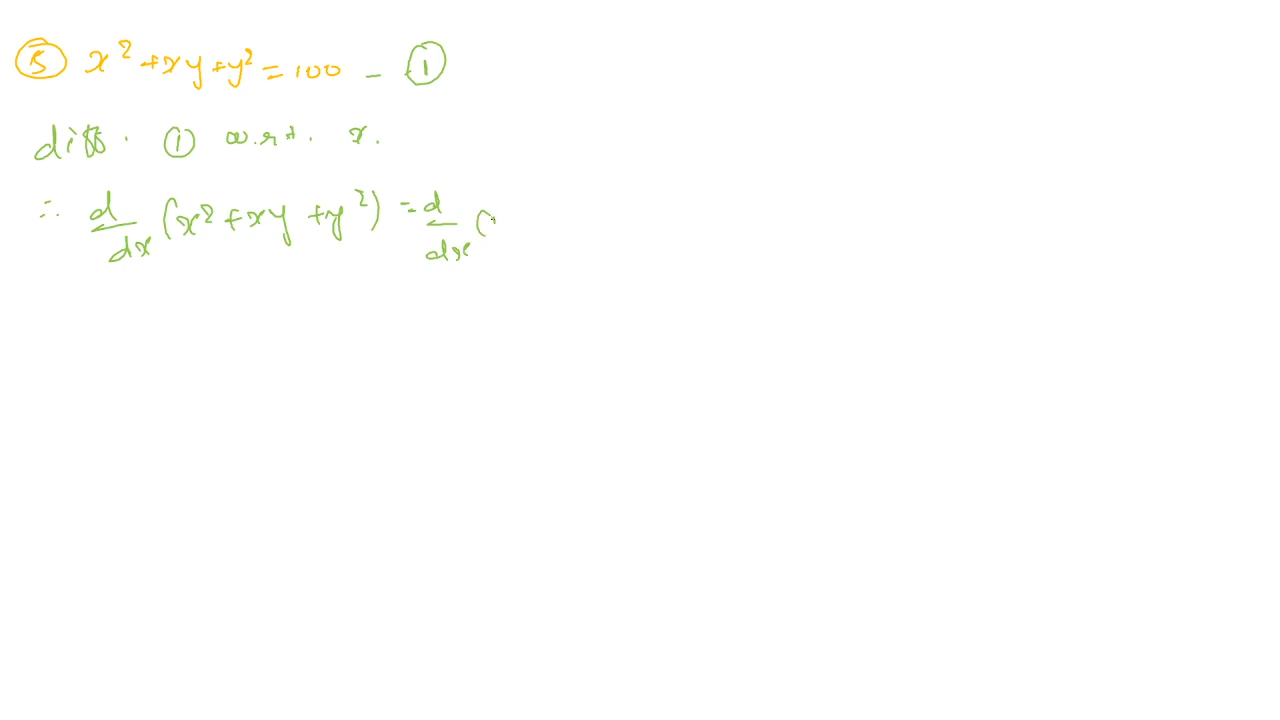 ⑤ x² + xy + y² = 100 - ①
diff. ① w.r.t. x.
∴ d/dx (x² + xy + y²) = d/dx (